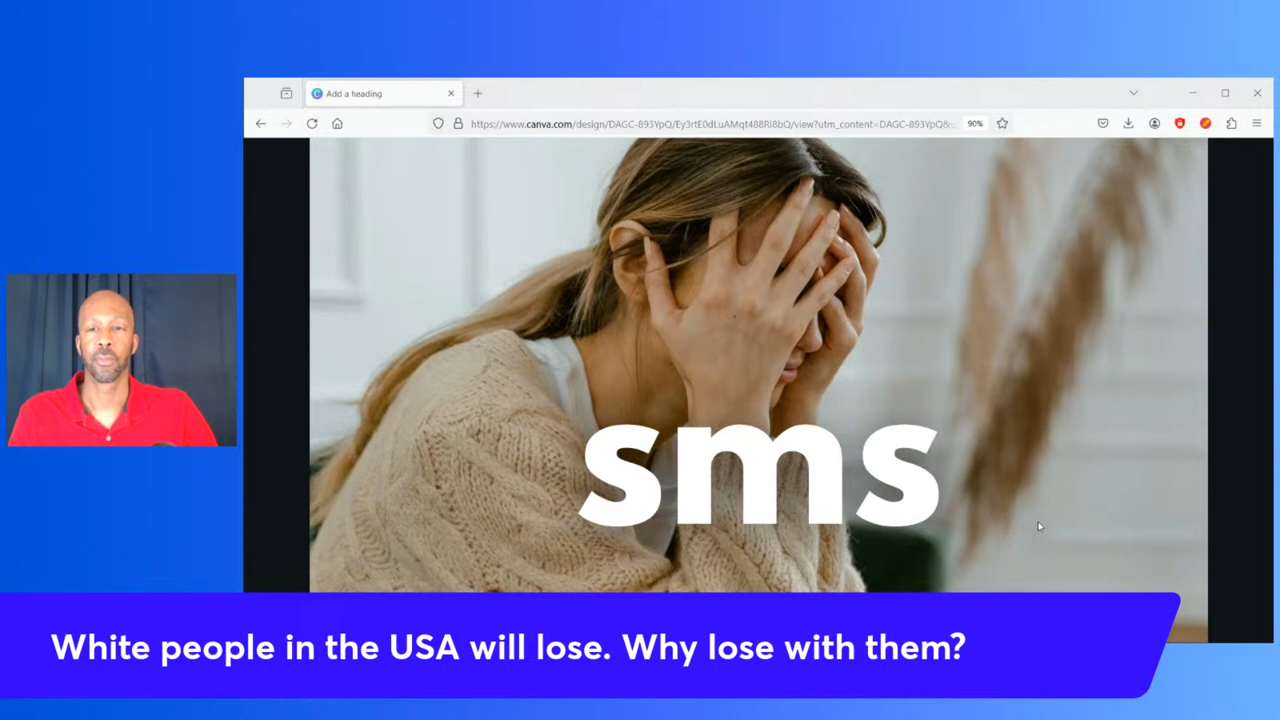 Add a heading
https://www.canva.com/design/DAGC-893YpQ/Ey3rtE0dLuAMqt488Rl8bQ/view?utm_content=DAGC-893YpQ&
90%
sms
White people in the USA will lose. Why lose with them?